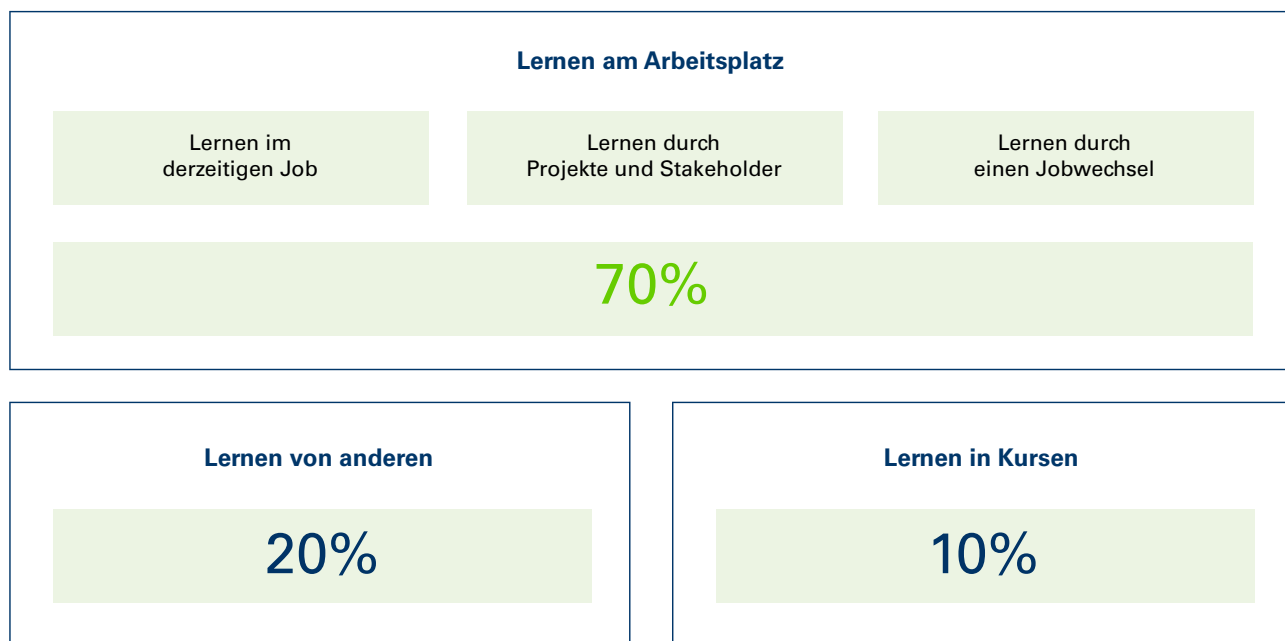 Lernen am Arbeitsplatz
Lernen im
derzeitigen Job
Lernen durch
Projekte und Stakeholder
Lernen durch
einen Jobwechsel
70%
Lernen von anderen
20%
Lernen in Kursen
10%